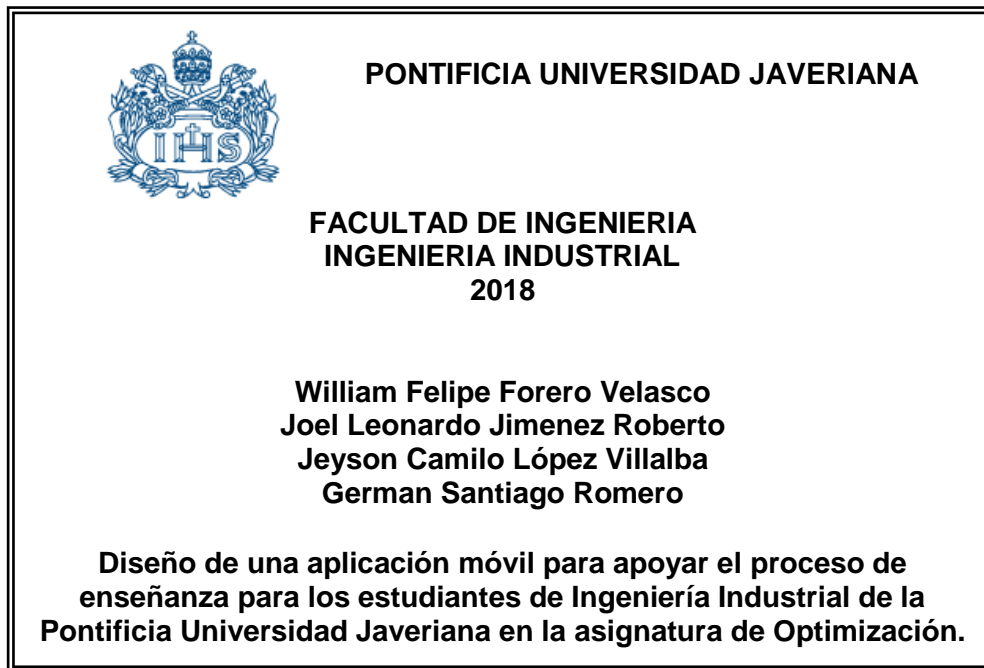 PONTIFICIA UNIVERSIDAD JAVERIANA
IHS
FACULTAD DE INGENIERIA
INGENIERIA INDUSTRIAL
2018
William Felipe Forero Velasco
Joel Leonardo Jimenez Roberto
Jeyson Camilo López Villalba
German Santiago Romero
Diseño de una aplicación móvil para apoyar el proceso de
enseñanza para los estudiantes de Ingeniería Industrial de la
Pontificia Universidad Javeriana en la asignatura de Optimización.